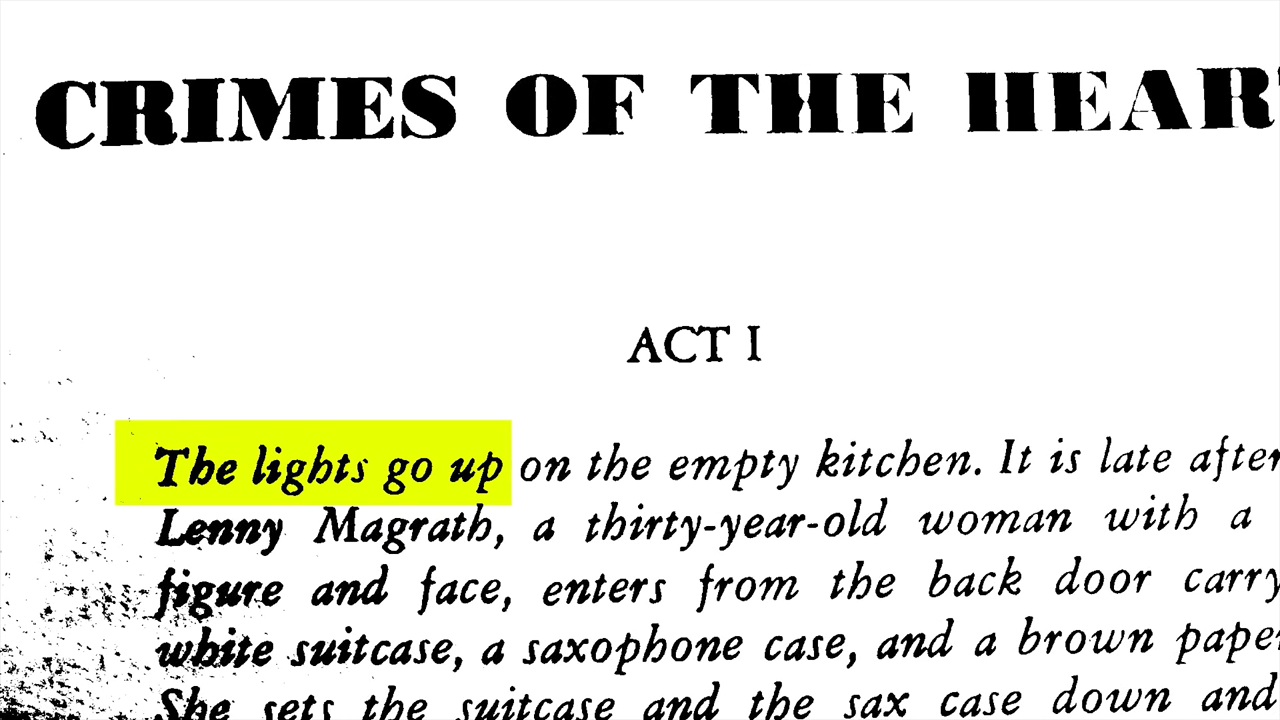 CRIMES OF THE HEAR
ACT I
The lights go up on the empty kitchen. It is late after
Lenny Magrath, a thirty-year-old woman with a
figure and face, enters from the back door carry
white suitcase, a saxophone case, and a brown paper
She sets the suitcase and the sax case down and